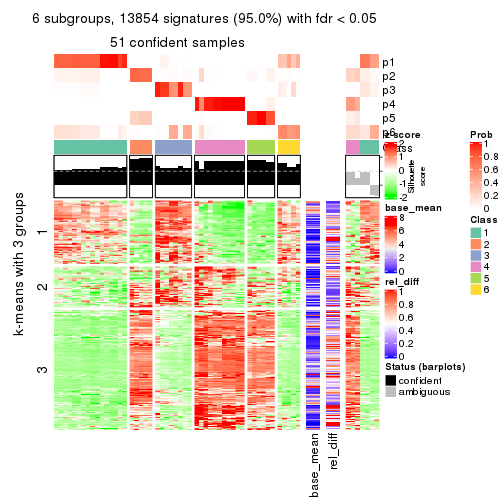 6 subgroups, 13854 signatures (95.0%) with fdr < 0.05
51 confident samples
p1
p2
p3
p4
p5
p6
Class
z-score
2
1
0
-1
-2
Silhouette
score
Prob
1
0.8
0.6
0.4
0.2
0
base_mean
8
6
4
2
0
Class
1
2
3
4
5
6
rel_diff
1
0.8
0.6
0.4
0.2
0
Status (barplots)
confident
ambiguous
k-means with 3 groups
1
2
3
base_mean
rel_diff